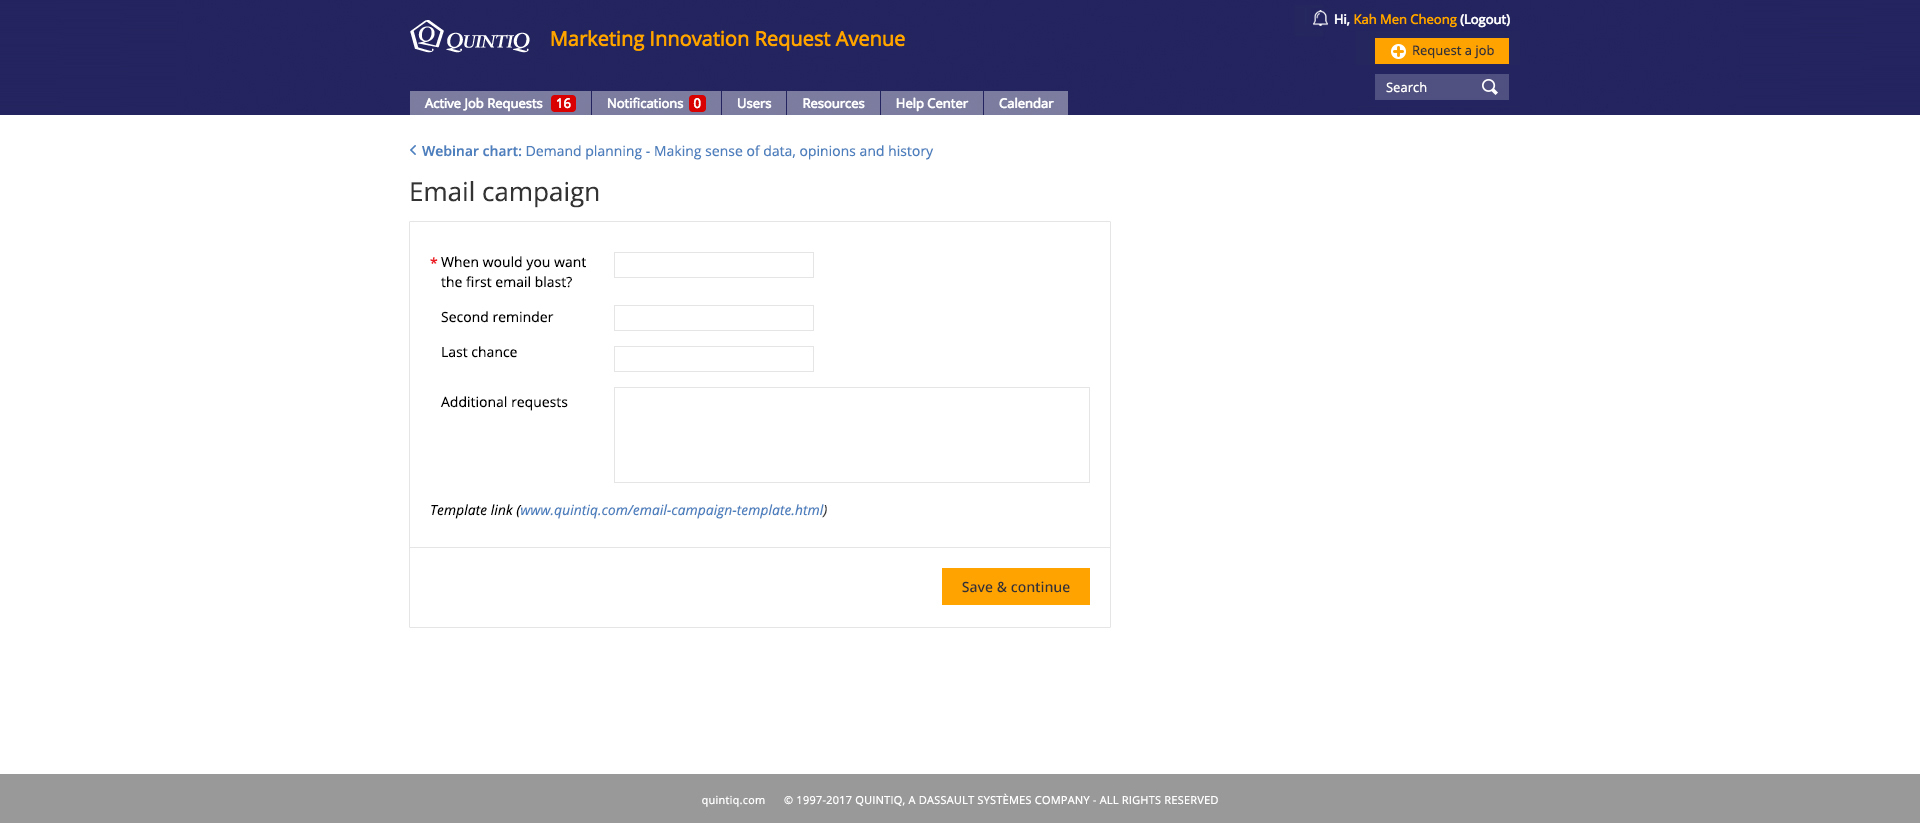 QUINTIQ
Marketing Innovation Request Avenue
Hi, Kah Men Cheong (Logout)
Request a job
Search
Active Job Requests 16
Notifications 0
Users
Resources
Help Center
Calendar
< Webinar chart: Demand planning - Making sense of data, opinions and history
Email campaign
* When would you want
the first email blast?
Second reminder
Last chance
Additional requests
Template link (www.quintiq.com/email-campaign-template.html)
Save & continue
quintiq.com © 1997-2017 QUINTIQ, A DASSAULT SYSTÈMES COMPANY - ALL RIGHTS RESERVED